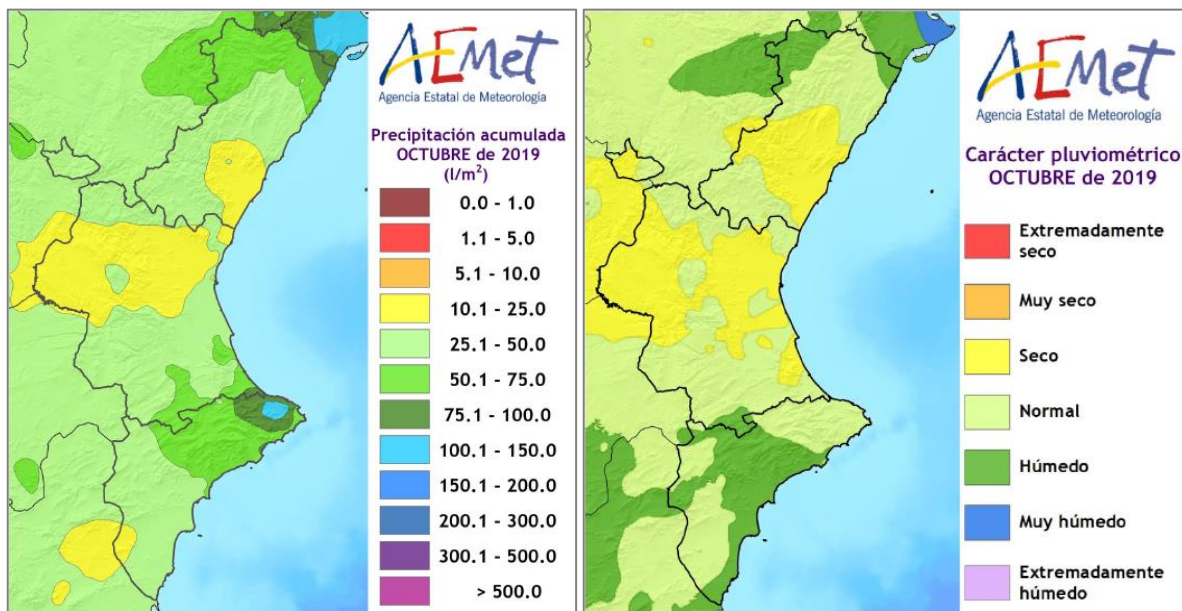 AEMet
Agencia Estatal de Meteorología
Precipitación acumulada
OCTUBRE de 2019
(l/m²)
0.0 - 1.0
1.1 - 5.0
5.1 - 10.0
10.1 - 25.0
25.1 - 50.0
50.1 - 75.0
75.1 - 100.0
100.1 - 150.0
150.1 - 200.0
200.1 - 300.0
300.1 - 500.0
> 500.0
AEMet
Agencia Estatal de Meteorología
Carácter pluviométrico
OCTUBRE de 2019
Extremadamente
seco
Muy seco
Seco
Normal
Húmedo
Muy húmedo
Extremadamente
húmedo